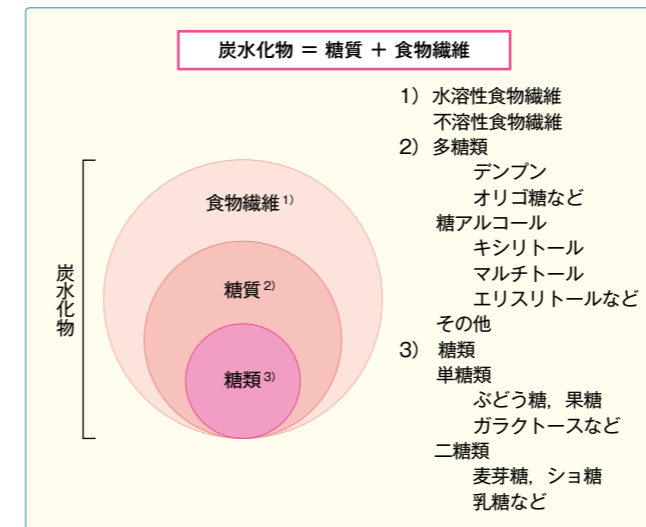 炭水化物 = 糖質 + 食物繊維
炭水化物
食物繊維1)
糖質2)
糖類3)
1) 水溶性食物繊維
不溶性食物繊維
2) 多糖類
デンプン
オリゴ糖など
糖アルコール
キシリトール
マルチトール
エリスリトールなど
その他
3) 糖類
単糖類
ぶどう糖，果糖
ガラクトースなど
二糖類
麦芽糖，ショ糖
乳糖など